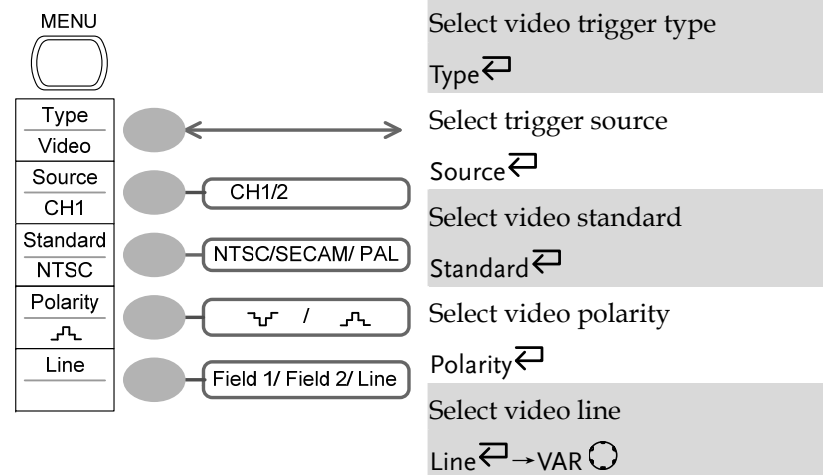 MENU
Type
Video
Source
CH1
Standard
NTSC
Polarity
Line
CH1/2
NTSC/SECAM/ PAL
/
Field 1/ Field 2/ Line
Select video trigger type
Type
Select trigger source
Source
Select video standard
Standard
Select video polarity
Polarity
Select video line
Line →VAR